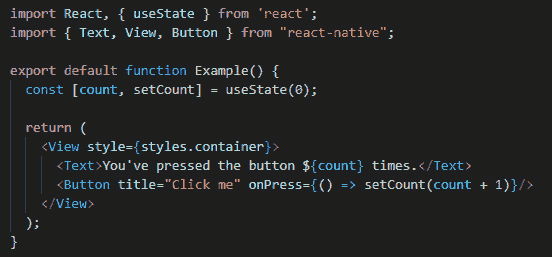 import React, { useState } from 'react';
import { Text, View, Button } from "react-native";

export default function Example() {
  const [count, setCount] = useState(0);

  return (
    <View style={styles.container}>
      <Text>You've pressed the button ${count} times.</Text>
      <Button title="Click me" onPress={() => setCount(count + 1)}/>
    </View>
  );
}